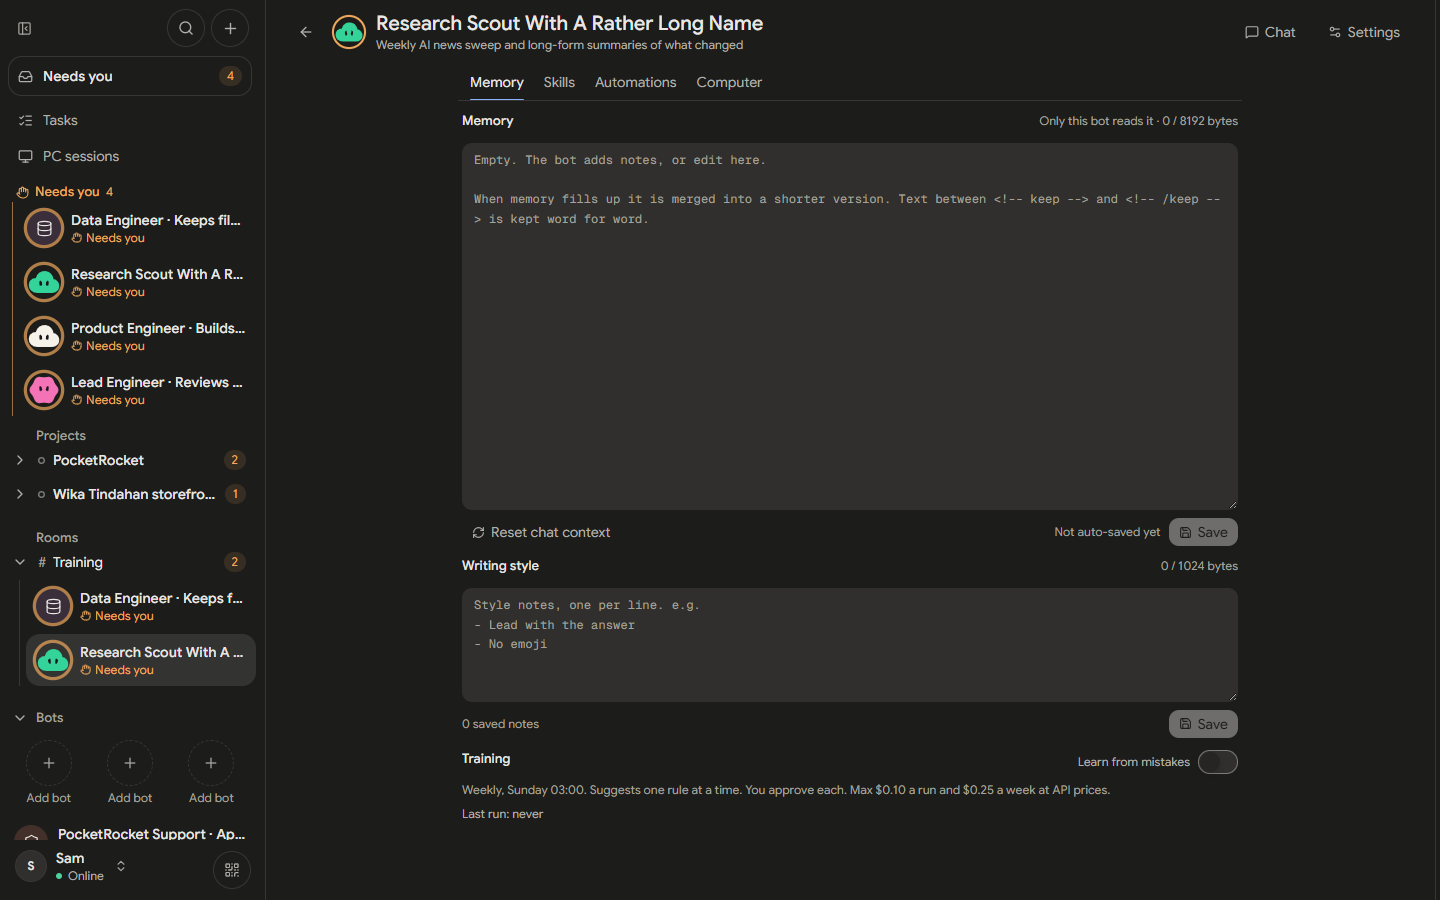 Needs you
4
Tasks
PC sessions
Needs you 4
Data Engineer · Keeps fil...
Needs you
Research Scout With A R...
Needs you
Product Engineer · Builds...
Needs you
Lead Engineer · Reviews ...
Needs you
Projects
PocketRocket
2
Wika Tindahan storefro...
1
Rooms
# Training
2
Data Engineer · Keeps f...
Needs you
Research Scout With A ...
Needs you
Bots
Add bot
Add bot
Add bot
PocketRocket Support · Ap...
S
Sam
Online
Research Scout With A Rather Long Name
Weekly AI news sweep and long-form summaries of what changed
Chat
Settings
Memory
Skills
Automations
Computer
Memory
Only this bot reads it · 0 / 8192 bytes
Empty. The bot adds notes, or edit here.
When memory fills up it is merged into a shorter version. Text between <!-- keep --> and <!-- /keep --
> is kept word for word.
Reset chat context
Not auto-saved yet
Save
Writing style
0 / 1024 bytes
Style notes, one per line. e.g.
- Lead with the answer
- No emoji
0 saved notes
Save
Training
Learn from mistakes
Weekly, Sunday 03:00. Suggests one rule at a time. You approve each. Max $0.10 a run and $0.25 a week at API prices.
Last run: never